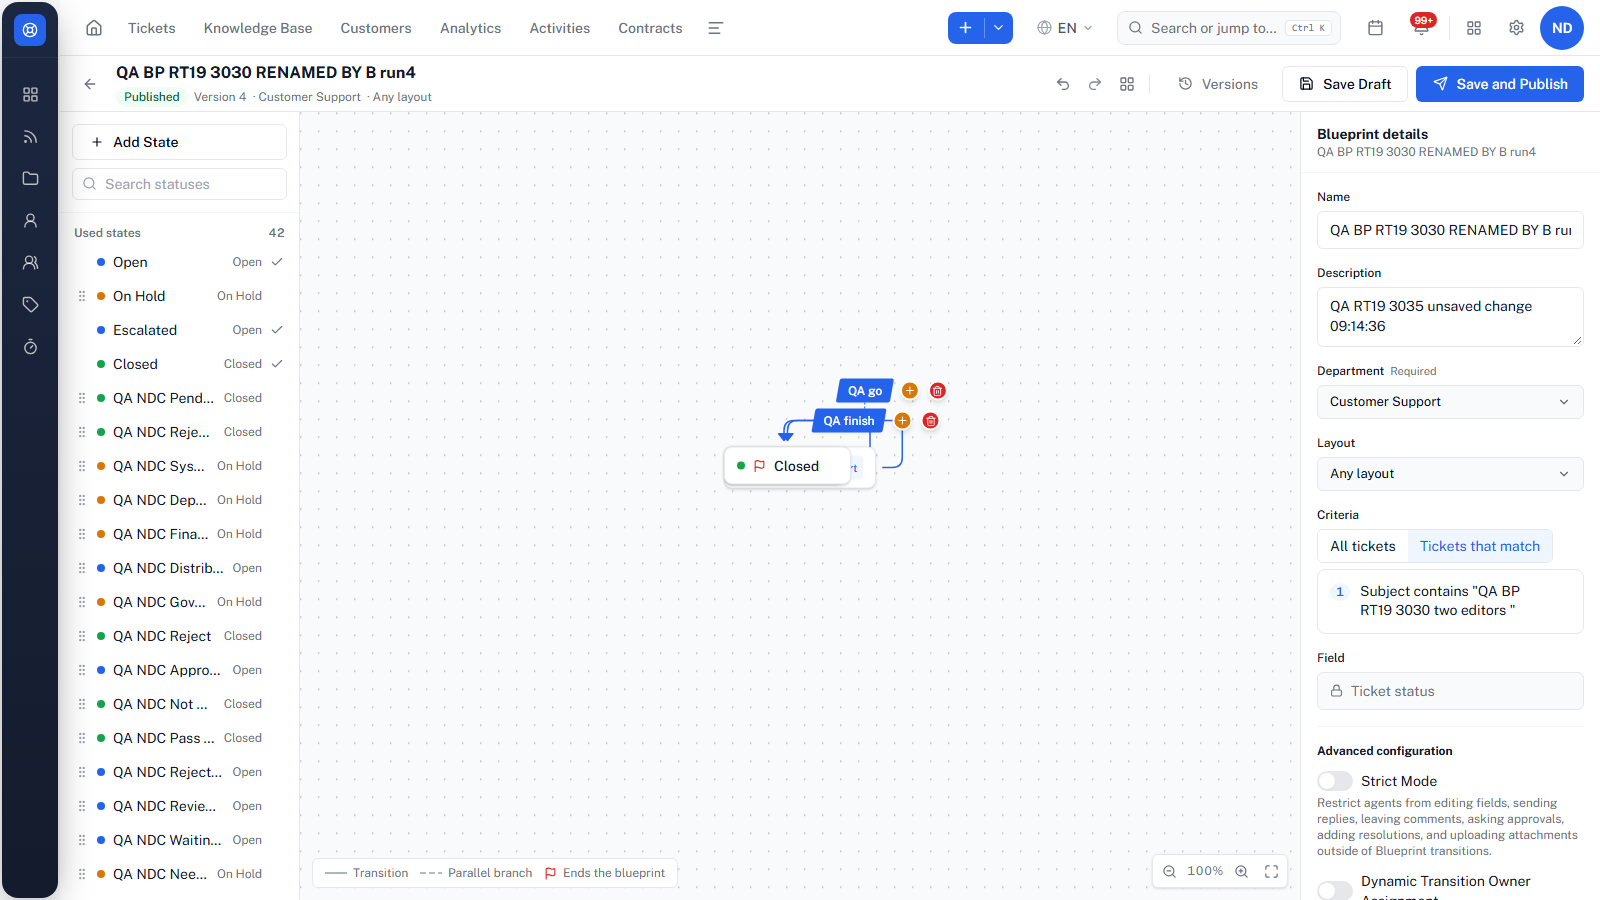 Tickets
Knowledge Base
Customers
Analytics
Activities
Contracts
EN
Search or jump to...
Ctrl K
99+
ND
QA BP RT19 3030 RENAMED BY B run4
Published
Version 4 · Customer Support · Any layout
Versions
Save Draft
Save and Publish
Add State
Search statuses
Used states 42
Open Open
On Hold On Hold
Escalated Open
Closed Closed
QA NDC Pend... Closed
QA NDC Reje... Closed
QA NDC Sys... On Hold
QA NDC Dep... On Hold
QA NDC Fina... On Hold
QA NDC Distrib... Open
QA NDC Gov... On Hold
QA NDC Reject Closed
QA NDC Appro... Open
QA NDC Not ... Closed
QA NDC Pass ... Closed
QA NDC Reject... Open
QA NDC Revie... Open
QA NDC Waitin... Open
QA NDC Nee... On Hold
QA go
QA finish
Closed
rt
Transition
Parallel branch
Ends the blueprint
100%
Blueprint details
QA BP RT19 3030 RENAMED BY B run4
Name
QA BP RT19 3030 RENAMED BY B rur
Description
QA RT19 3035 unsaved change
09:14:36
Department Required
Customer Support
Layout
Any layout
Criteria
All tickets
Tickets that match
1
Subject contains "QA BP
RT19 3030 two editors "
Field
Ticket status
Advanced configuration
Strict Mode
Restrict agents from editing fields, sending
replies, leaving comments, asking approvals,
adding resolutions, and uploading attachments
outside of Blueprint transitions.
Dynamic Transition Owner
Assignment